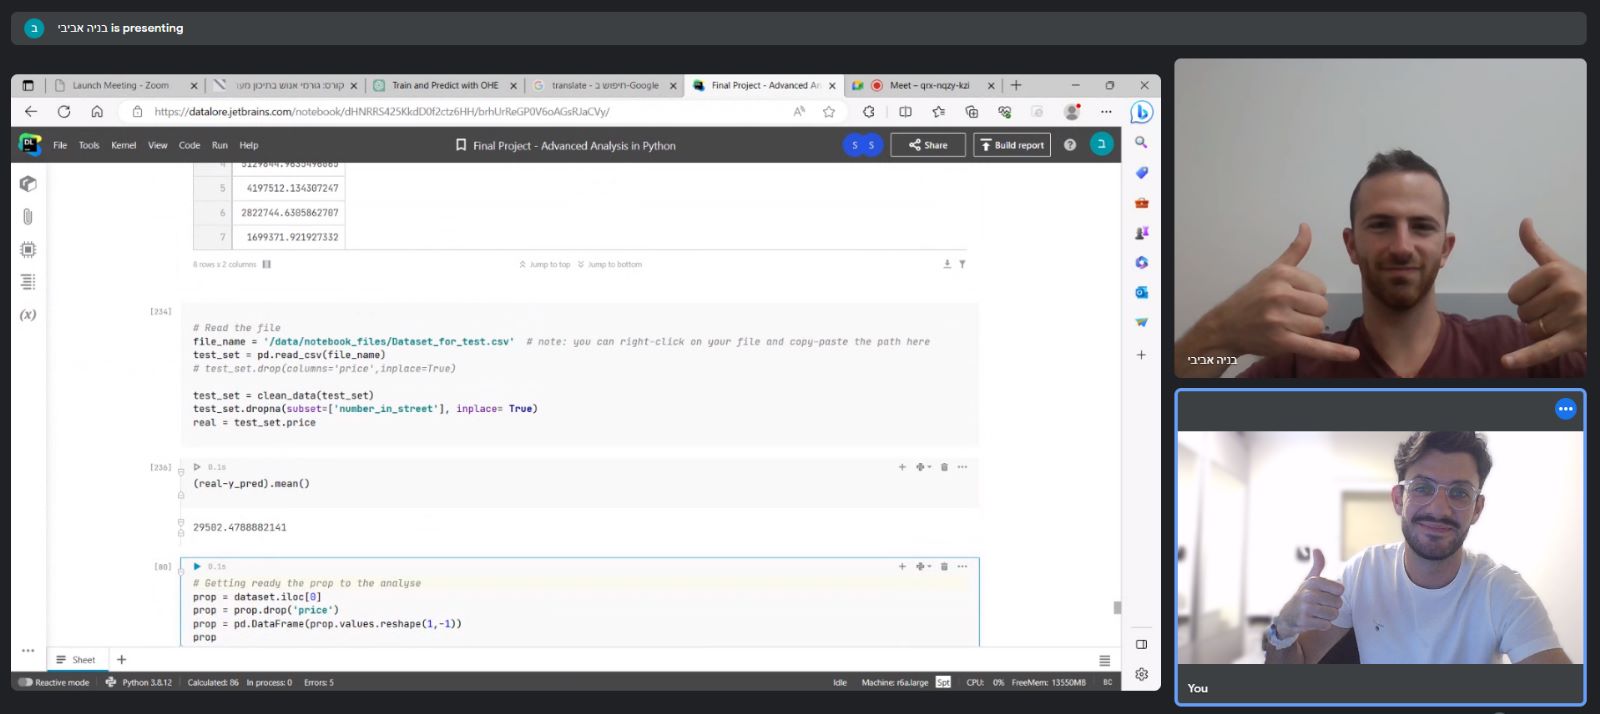 ב
בניה אביבי is presenting
Launch Meeting - Zoom
קורס: גורמי אנוש בתיכון מער
Train and Predict with OHE
translate - חיפוש ב-Google
Final Project - Advanced An
Meet – qrx-nqzy-kzi
https://datalore.jetbrains.com/notebook/dHNRRS425KkdD0f2ctz6HH/brhUrReGP0V6oAGsRJaCVy/
DL
File Tools Kernel View Code Run Help
Final Project - Advanced Analysis in Python
S S
Share
Build report
ב
5 4197512.134307247
6 2822744.6305862707
7 1699371.921927332
8 rows x 2 columns
Jump to top Jump to bottom
[234]
# Read the file
file_name = '/data/notebook_files/Dataset_for_test.csv' # note: you can right-click on your file and copy-paste the path here
test_set = pd.read_csv(file_name)
# test_set.drop(columns='price',inplace=True)
test_set = clean_data(test_set)
test_set.dropna(subset=['number_in_street'], inplace= True)
real = test_set.price
[236] 0.1s
(real-y_pred).mean()
29502.4788882141
[80] 0.1s
# Getting ready the prop to the analyse
prop = dataset.iloc[0]
prop = prop.drop('price')
prop = pd.DataFrame(prop.values.reshape(1,-1))
prop
(x)
Sheet
Reactive mode Python 3.8.12 Calculated: 86 In process: 0 Errors: 5
Idle Machine: r6a.large Spt CPU: 0% FreeMem: 13550MB BC
בניה אביבי
You